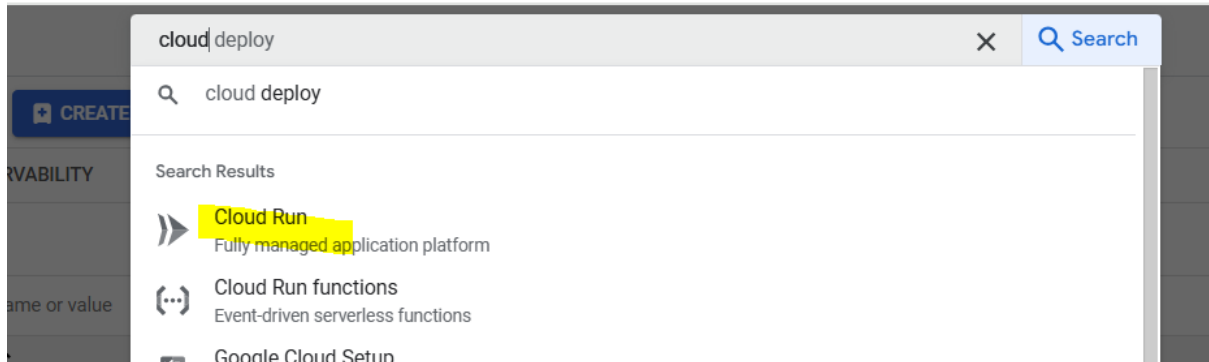 cloud deploy
Search
cloud deploy
CREATE
RVABILITY
Search Results
Cloud Run
Fully managed application platform
Cloud Run functions
ame or value
Event-driven serverless functions
Google Cloud Setup